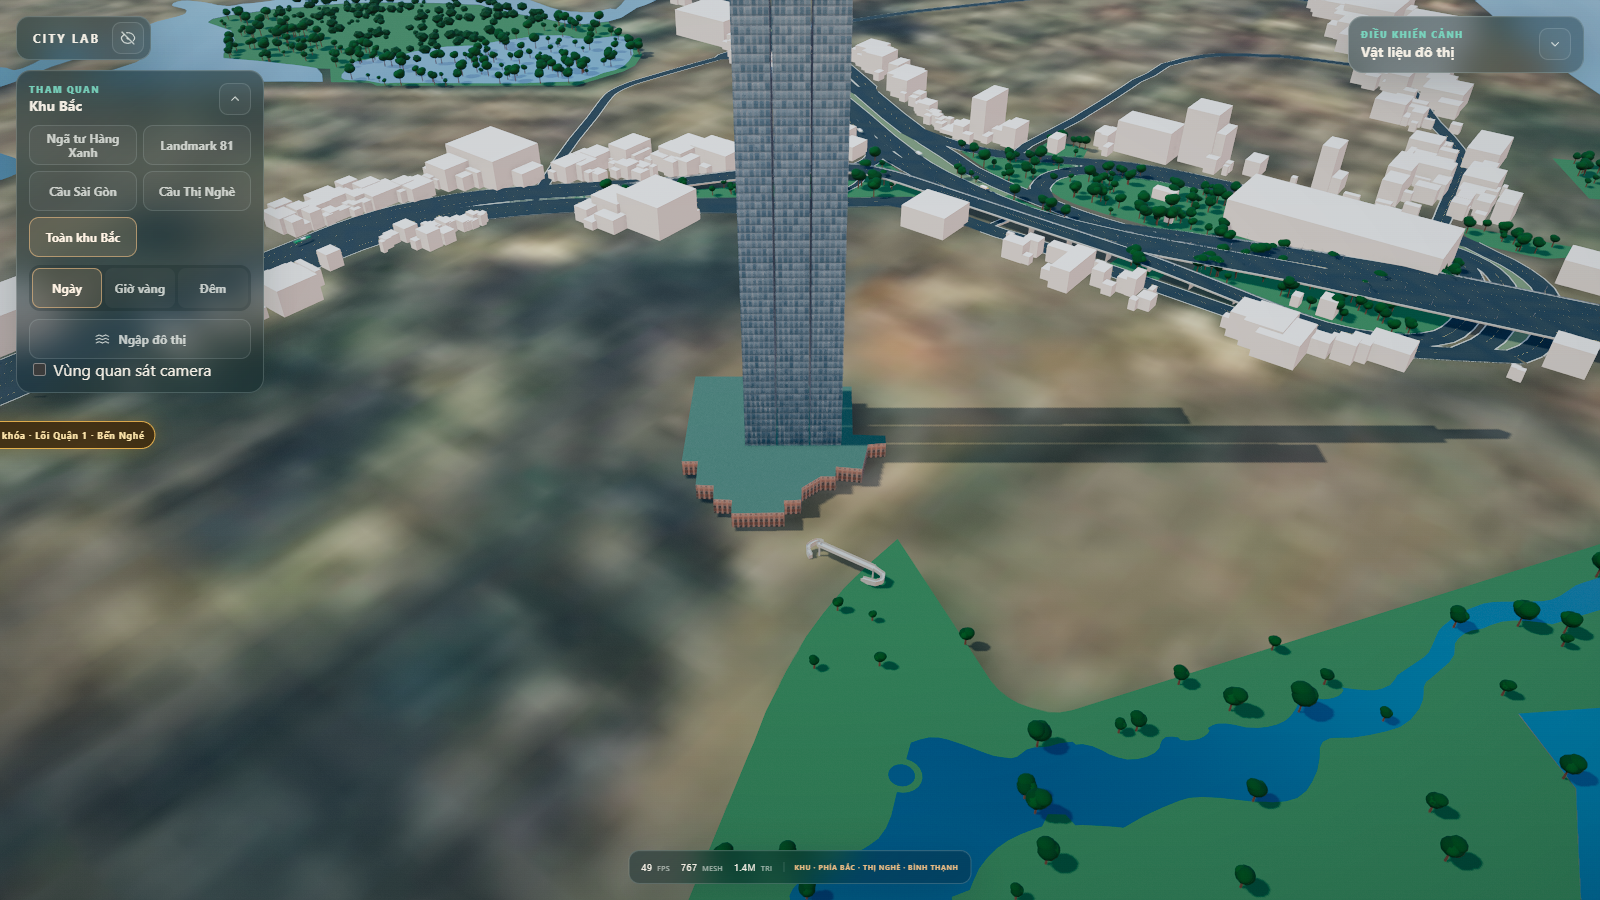 CITY LAB
THAM QUAN
Khu Bắc
Ngã tư Hàng
Xanh
Landmark 81
Cầu Sài Gòn
Cầu Thị Nghè
Toàn khu Bắc
Ngày
Giờ vàng
Đêm
Ngập đô thị
Vùng quan sát camera
khóa · Lõi Quận 1 · Bến Nghé
ĐIỀU KHIỂN CẢNH
Vật liệu đô thị
49 FPS 767 MESH 1.4M TRI KHU · PHÍA BẮC · THỊ NGHÈ · BÌNH THẠNH